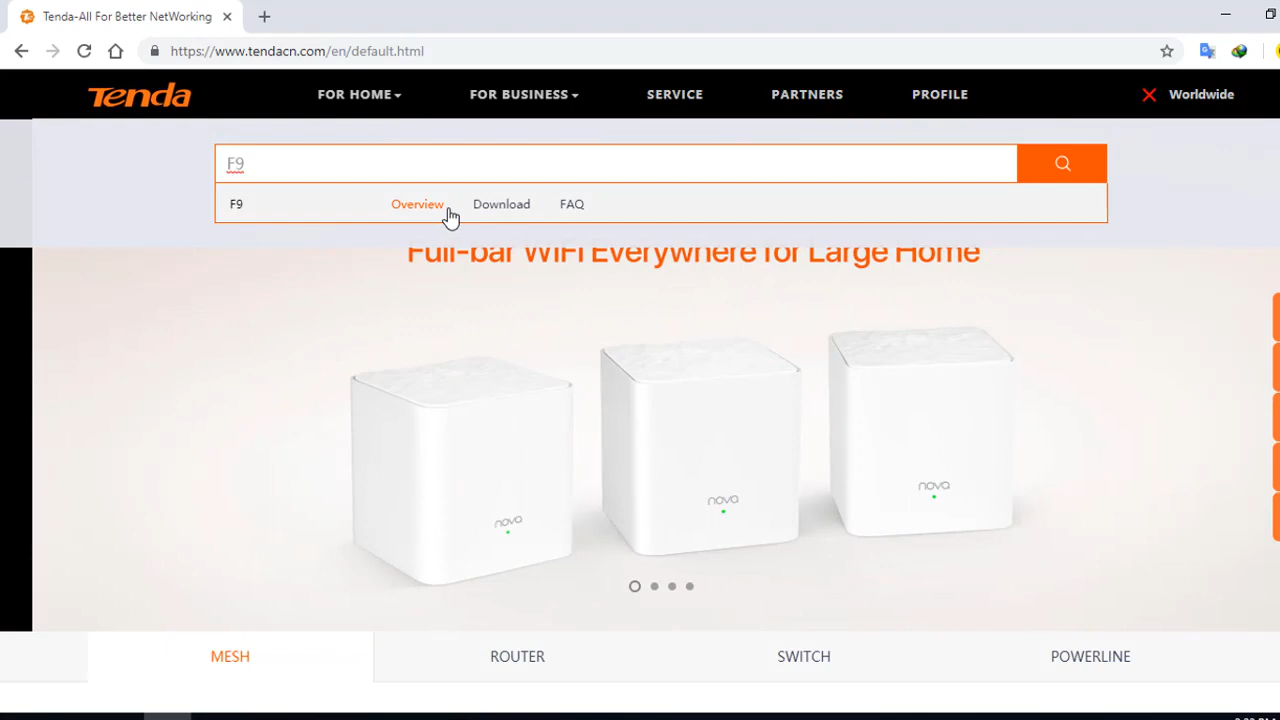 Tenda-All For Better NetWorking
https://www.tendacn.com/en/default.html
Tenda
FOR HOME
FOR BUSINESS
SERVICE
PARTNERS
PROFILE
Worldwide
F9
F9
Overview
Download
FAQ
Full-bar WiFi Everywhere for Large Home
nova
nova
nova
MESH
ROUTER
SWITCH
POWERLINE